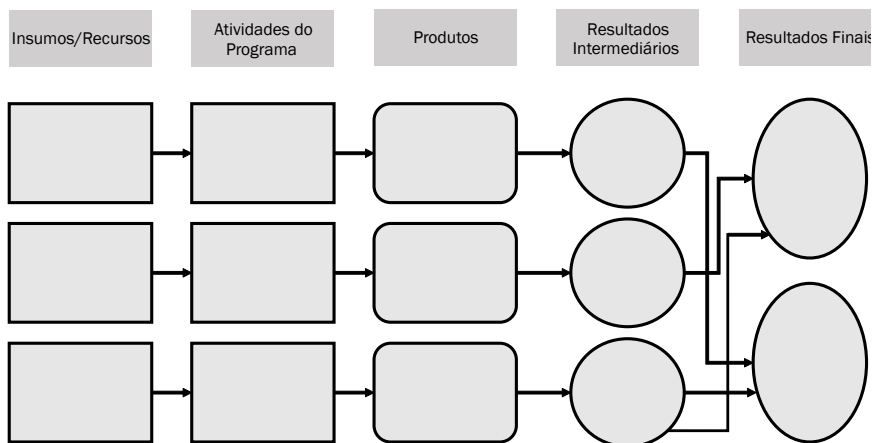 Insumos/Recursos
Atividades do
Programa
Produtos
Resultados
Intermediários
Resultados Finais